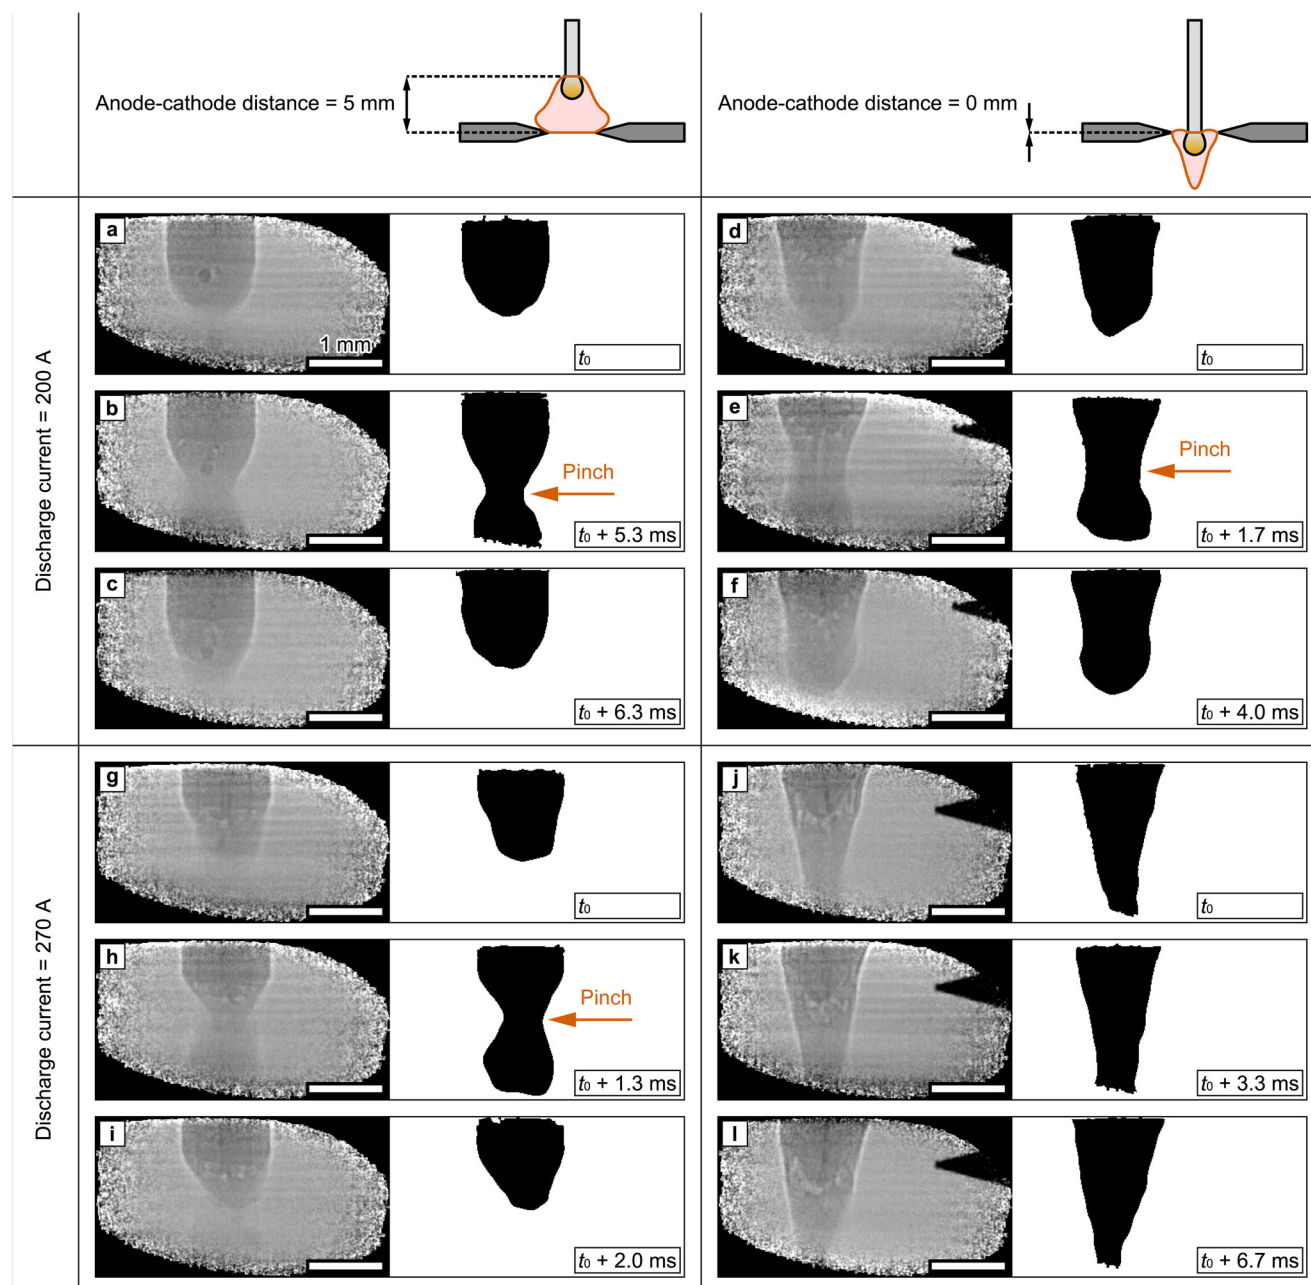 Anode-cathode distance = 5 mm
Anode-cathode distance = 0 mm
Discharge current = 200 A
a
1 mm
t0
d
t0
b
Pinch
t0 + 5.3 ms
e
Pinch
t0 + 1.7 ms
c
t0 + 6.3 ms
f
t0 + 4.0 ms
Discharge current = 270 A
g
t0
j
t0
h
Pinch
t0 + 1.3 ms
k
t0 + 3.3 ms
i
t0 + 2.0 ms
l
t0 + 6.7 ms